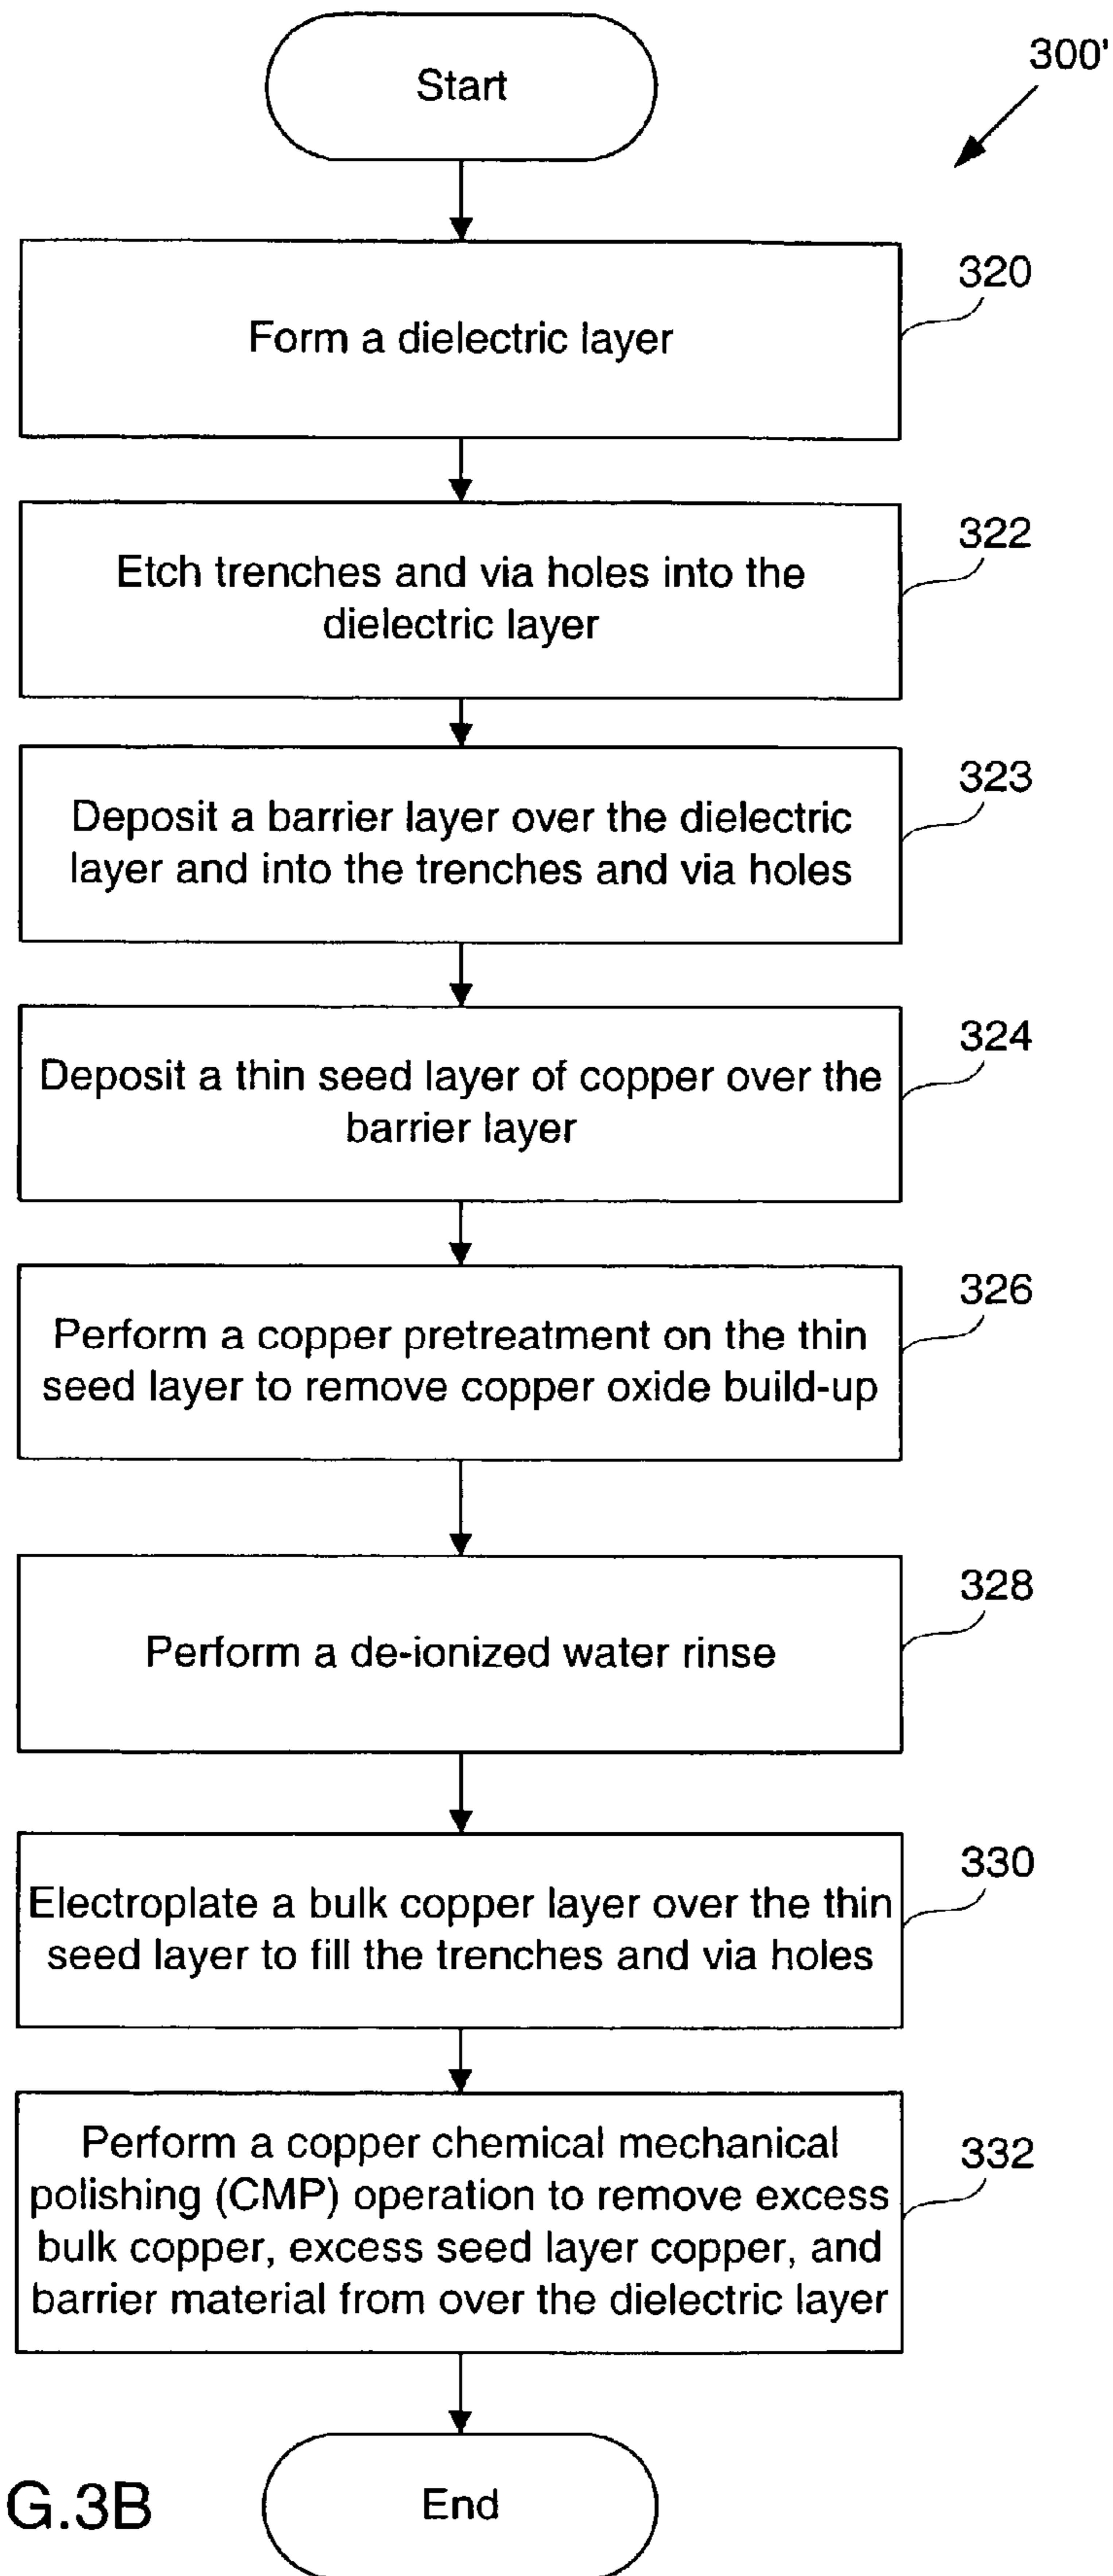 Start
300'
Form a dielectric layer
320
Etch trenches and via holes into the
dielectric layer
322
Deposit a barrier layer over the dielectric
layer and into the trenches and via holes
323
Deposit a thin seed layer of copper over the
barrier layer
324
Perform a copper pretreatment on the thin
seed layer to remove copper oxide build-up
326
Perform a de-ionized water rinse
328
Electroplate a bulk copper layer over the thin
seed layer to fill the trenches and via holes
330
Perform a copper chemical mechanical
polishing (CMP) operation to remove excess
bulk copper, excess seed layer copper, and
barrier material from over the dielectric layer
332
G.3B
End